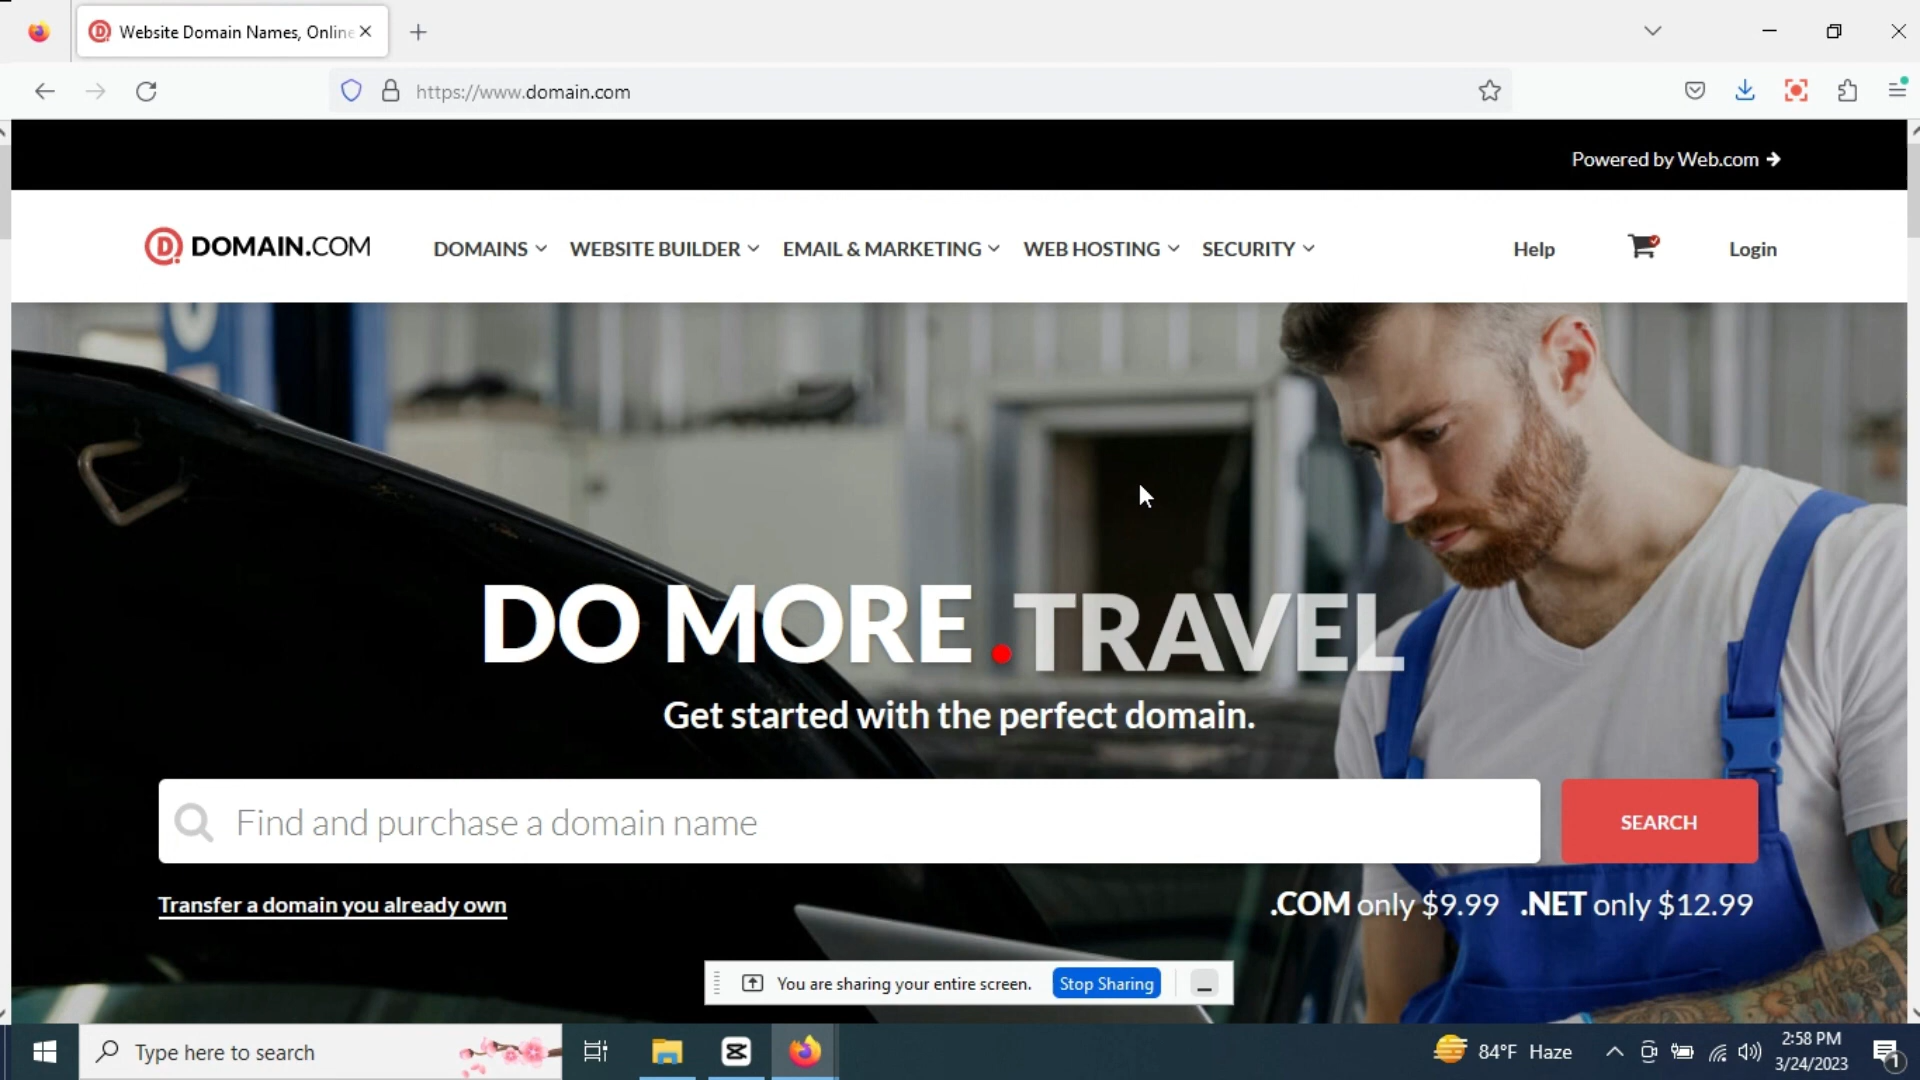 Website Domain Names, Online
https://www.domain.com
Powered by Web.com
DOMAIN.COM
DOMAINS WEBSITE BUILDER EMAIL & MARKETING WEB HOSTING SECURITY Help Login
DO MORE .TRAVEL
Get started with the perfect domain.
Find and purchase a domain name SEARCH
Transfer a domain you already own .COM only $9.99 .NET only $12.99
You are sharing your entire screen. Stop Sharing
Type here to search
84°F Haze
2:58 PM
3/24/2023
1